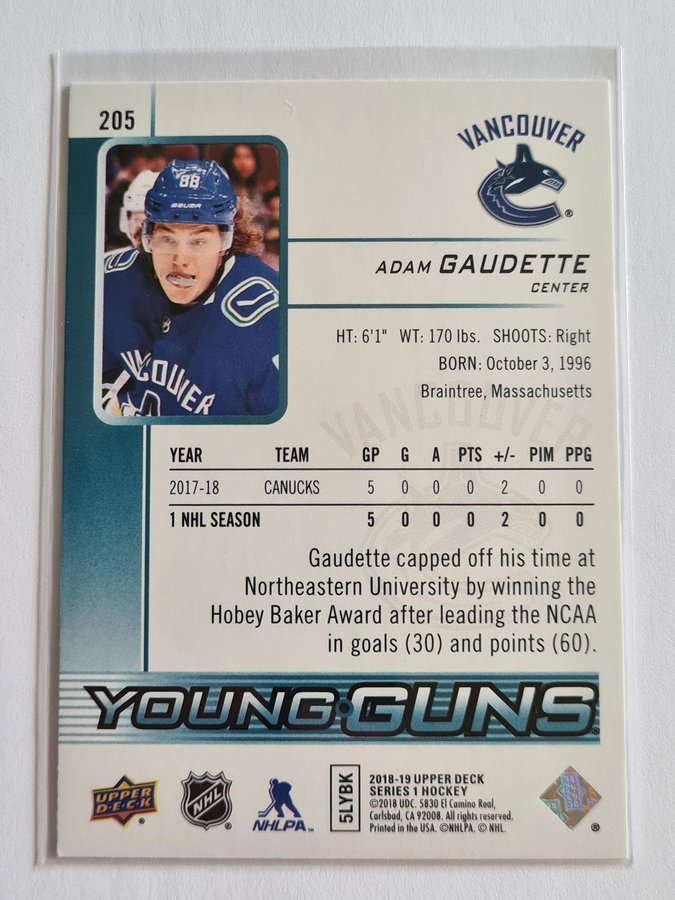 205
VANCOUVER
88
BAUER
ADAM GAUDETTE
CENTER
HT: 6'1" WT: 170 lbs. SHOOTS: Right
BORN: October 3, 1996
Braintree, Massachusetts
VANCOUVER
YEAR TEAM GP G A PTS +/- PIM PPG
2017-18 CANUCKS 5 0 0 0 2 0 0
1 NHL SEASON 5 0 0 0 2 0 0
Gaudette capped off his time at
Northeastern University by winning the
Hobey Baker Award after leading the NCAA
in goals (30) and points (60).
YOUNG GUNS
UPPER DECK
NHL
NHLPA™
5LYBK
2018-19 UPPER DECK
SERIES 1 HOCKEY
©2018 UDC. 5830 El Camino Real,
Carlsbad, CA 92008. All rights reserved.
Printed in the USA. ©NHLPA. © NHL.